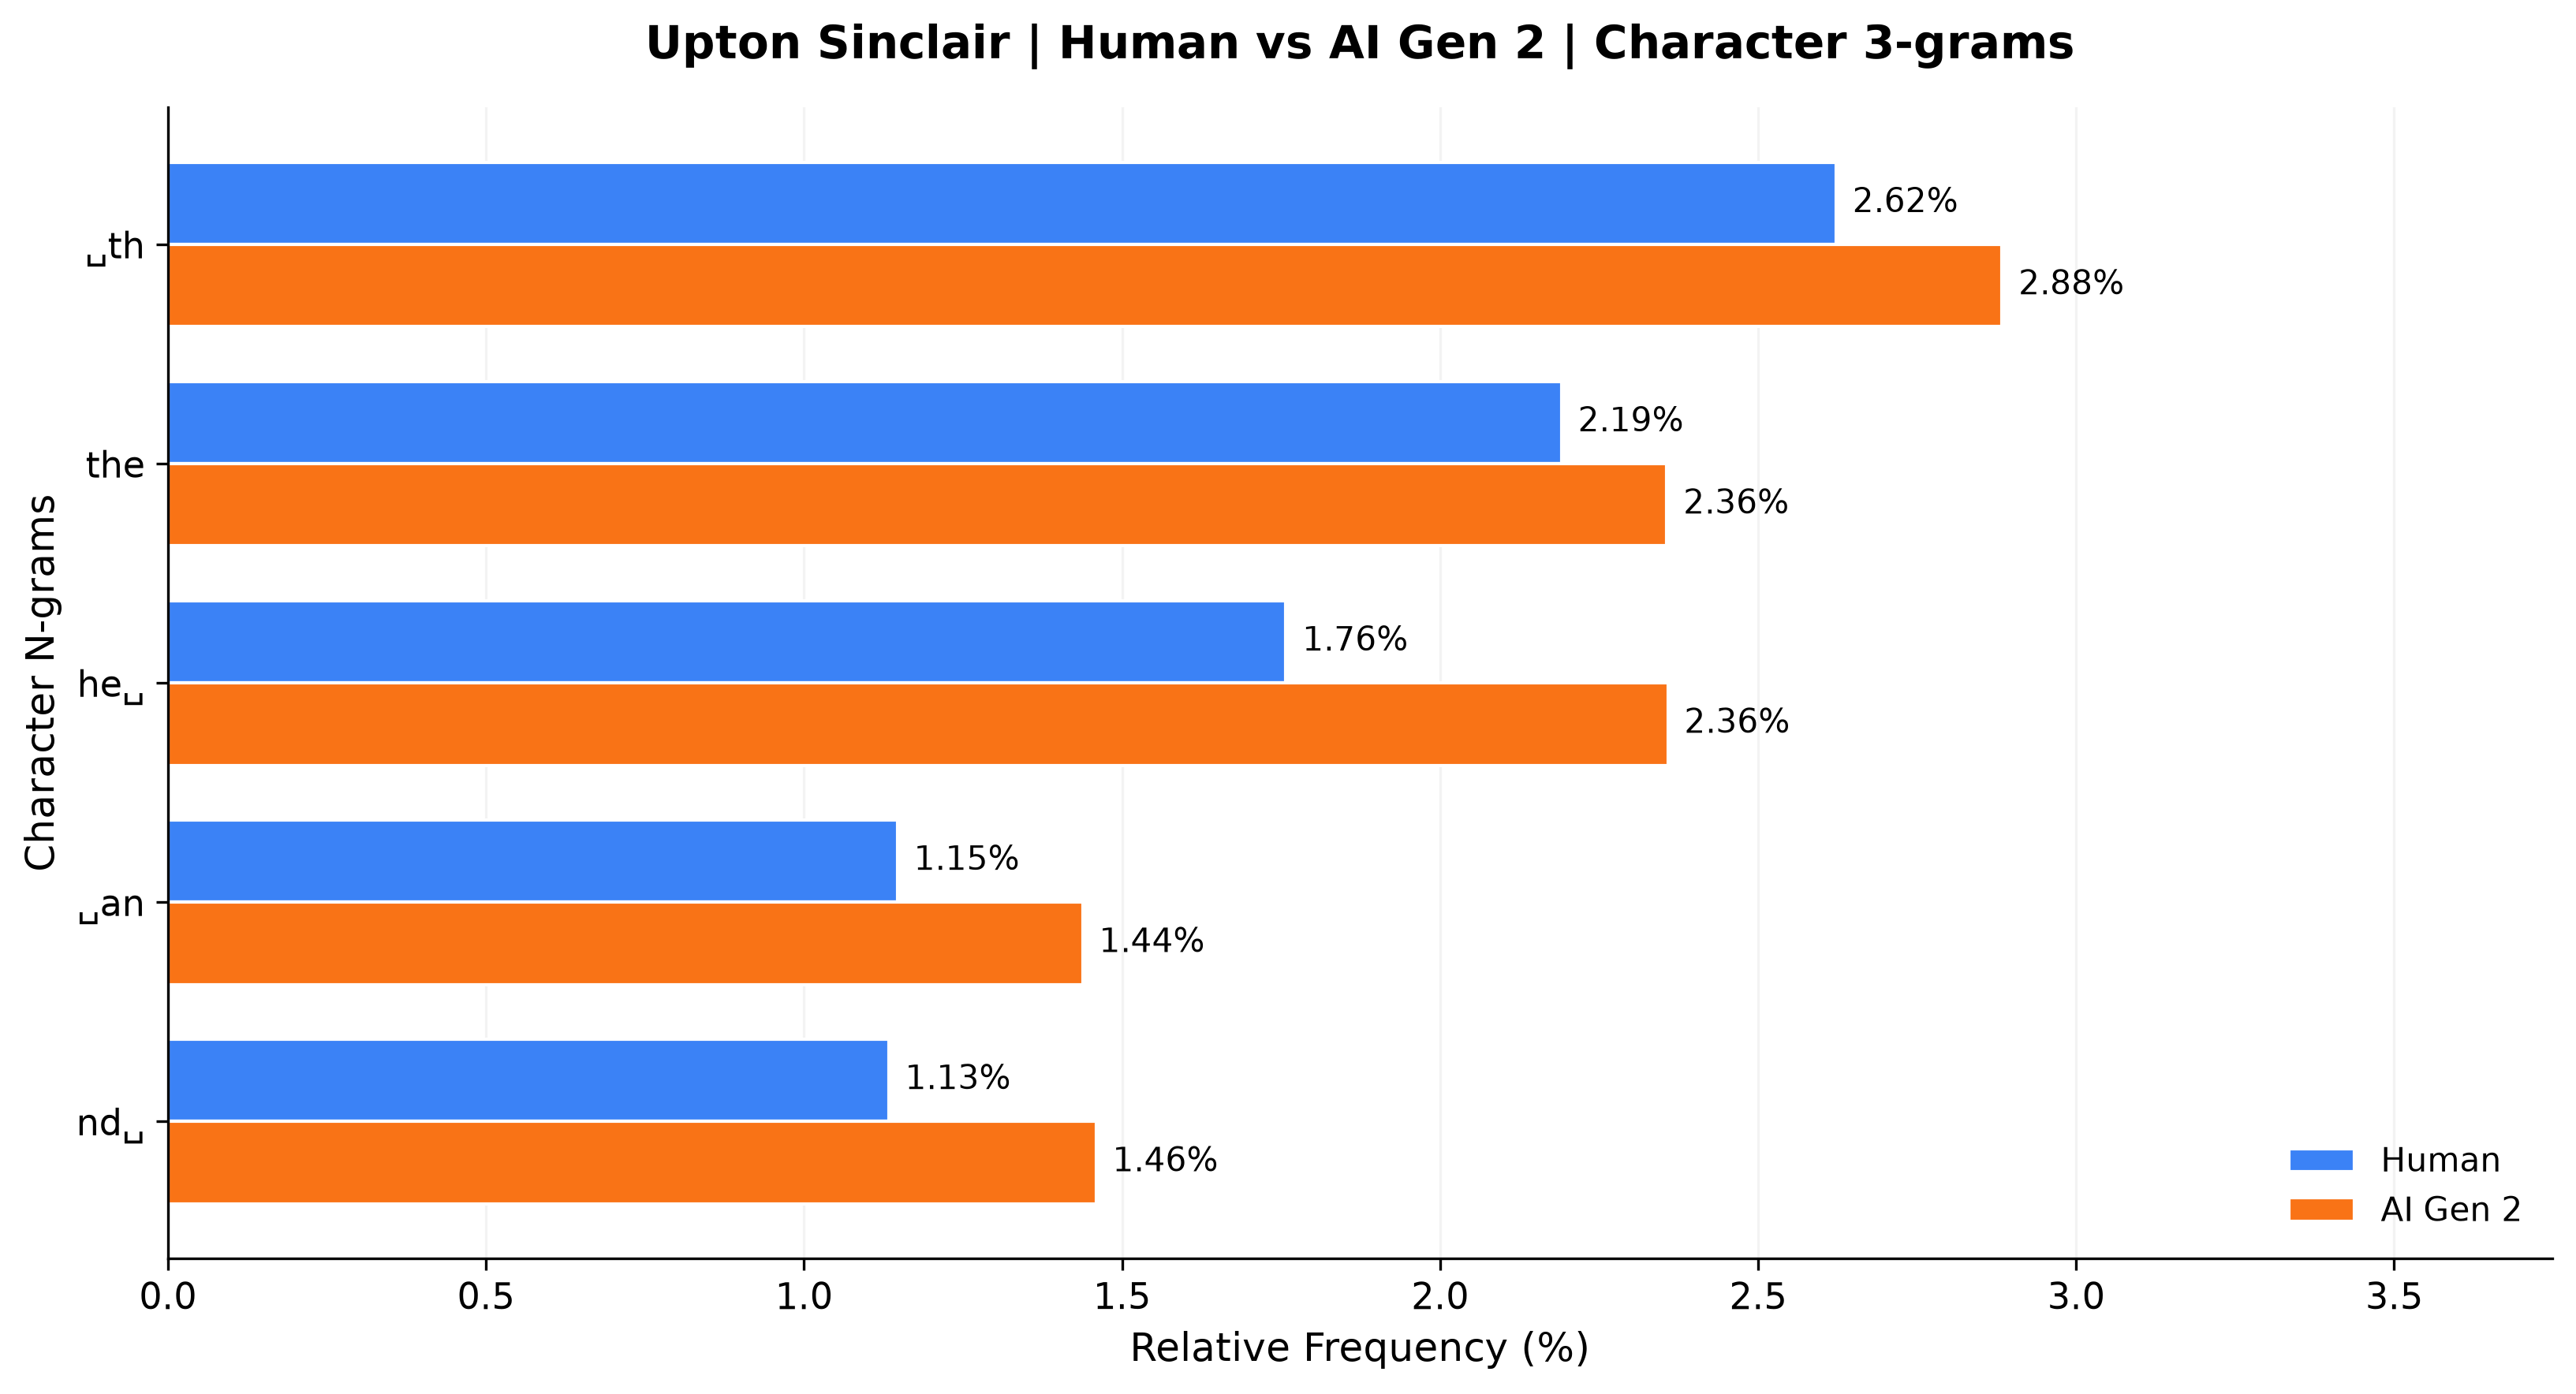 Upton Sinclair | Human vs AI Gen 2 | Character 3-grams
Character N-grams
␣th
2.62%
2.88%
the
2.19%
2.36%
he␣
1.76%
2.36%
␣an
1.15%
1.44%
nd␣
1.13%
1.46%
Human
AI Gen 2
0.0 0.5 1.0 1.5 2.0 2.5 3.0 3.5
Relative Frequency (%)